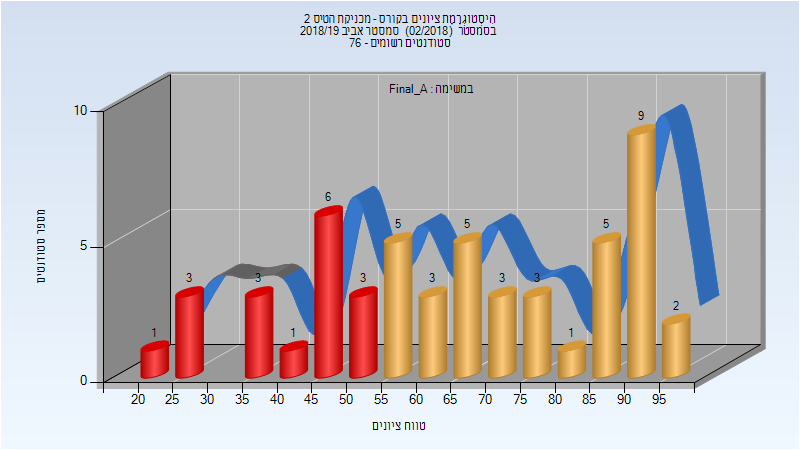 היסטוגרמת ציונים בקורס - מכניקת הטיס 2
בסמסטר (02/2018) סמסטר אביב 2018/19
סטודנטים רשומים - 76
במשימה : Final_A
מספר סטודנטים
10
5
0
1
3
3
1
6
3
5
3
5
3
3
1
5
9
2
20 25 30 35 40 45 50 55 60 65 70 75 80 85 90 95
טווח ציונים